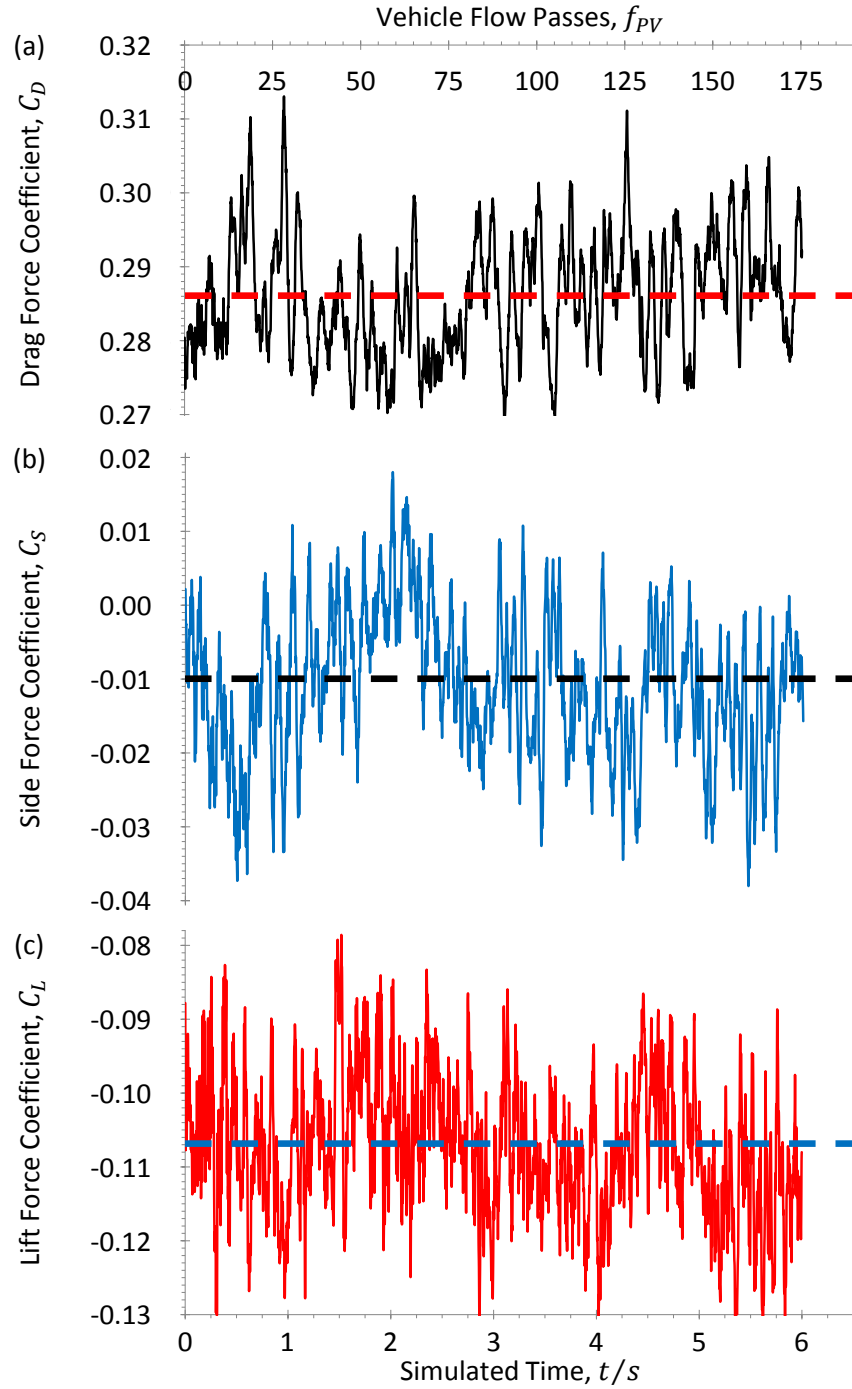 Vehicle Flow Passes, f_PV
(a)
0.32
0 25 50 75 100 125 150 175
0.31
0.30
0.29
0.28
0.27
Drag Force Coefficient, C_D
(b)
0.02
0.01
0.00
-0.01
-0.02
-0.03
-0.04
Side Force Coefficient, C_S
(c)
-0.08
-0.09
-0.10
-0.11
-0.12
-0.13
Lift Force Coefficient, C_L
0 1 2 3 4 5 6
Simulated Time, t/s